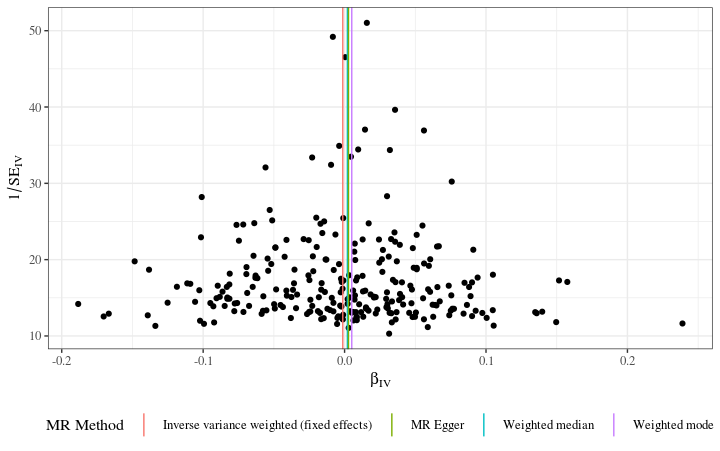 50
40
30
20
10
1/SE_IV
-0.2 -0.1 0.0 0.1 0.2
β_IV
MR Method Inverse variance weighted (fixed effects) MR Egger Weighted median Weighted mode